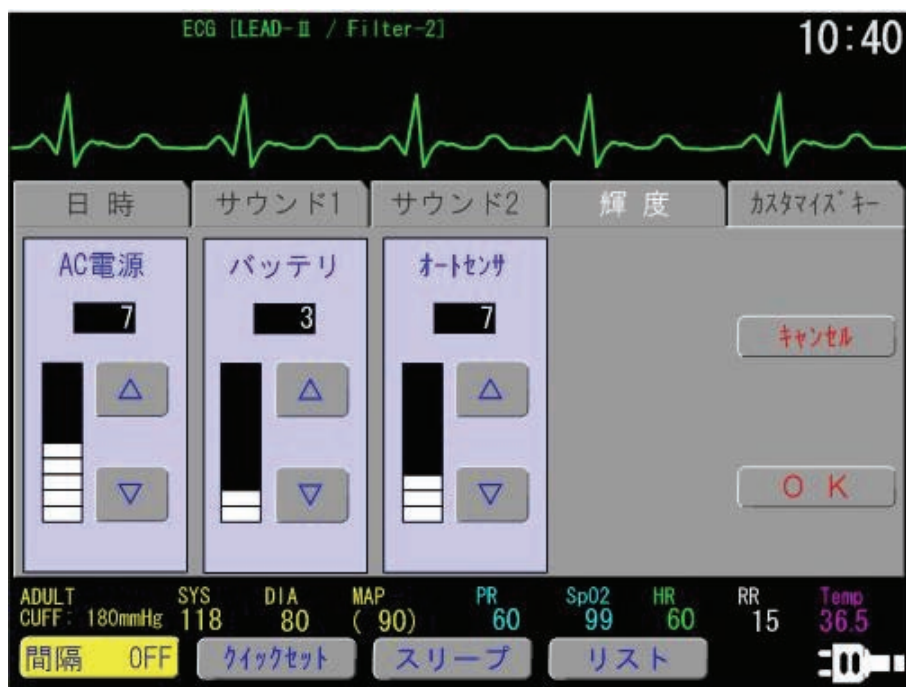 ECG [LEAD-Ⅱ / Filter-2]
10:40
日時 サウンド1 サウンド2 輝度 ｶｽﾀﾏｲｽﾞｷｰ
AC電源 バッテリ ｵｰﾄｾﾝｻ
7 3 7
△ △ △
ｷｬﾝｾﾙ
▽ ▽ ▽
OK
ADULT SYS DIA MAP PR SpO2 HR RR Temp
CUFF: 180mmHg 118 80 ( 90) 60 99 60 15 36.5
間隔 OFF ｸｲｯｸｾｯﾄ スリープ リスト